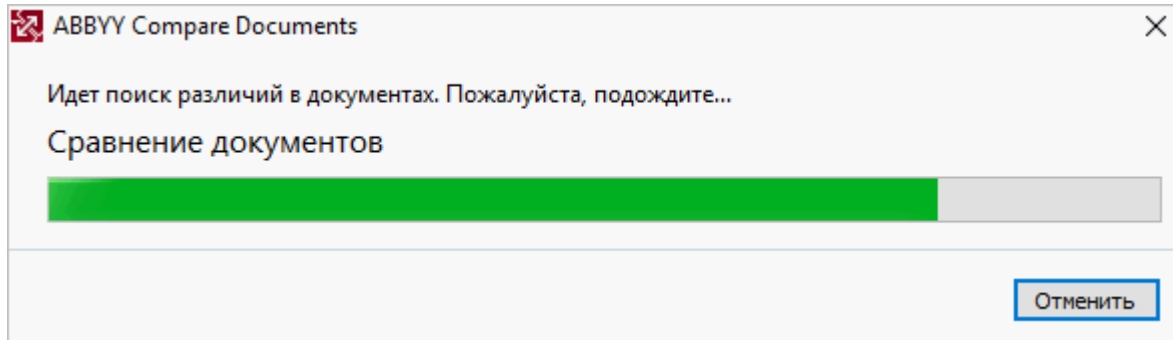 ABBYY Compare Documents
Идет поиск различий в документах. Пожалуйста, подождите...
Сравнение документов
Отменить